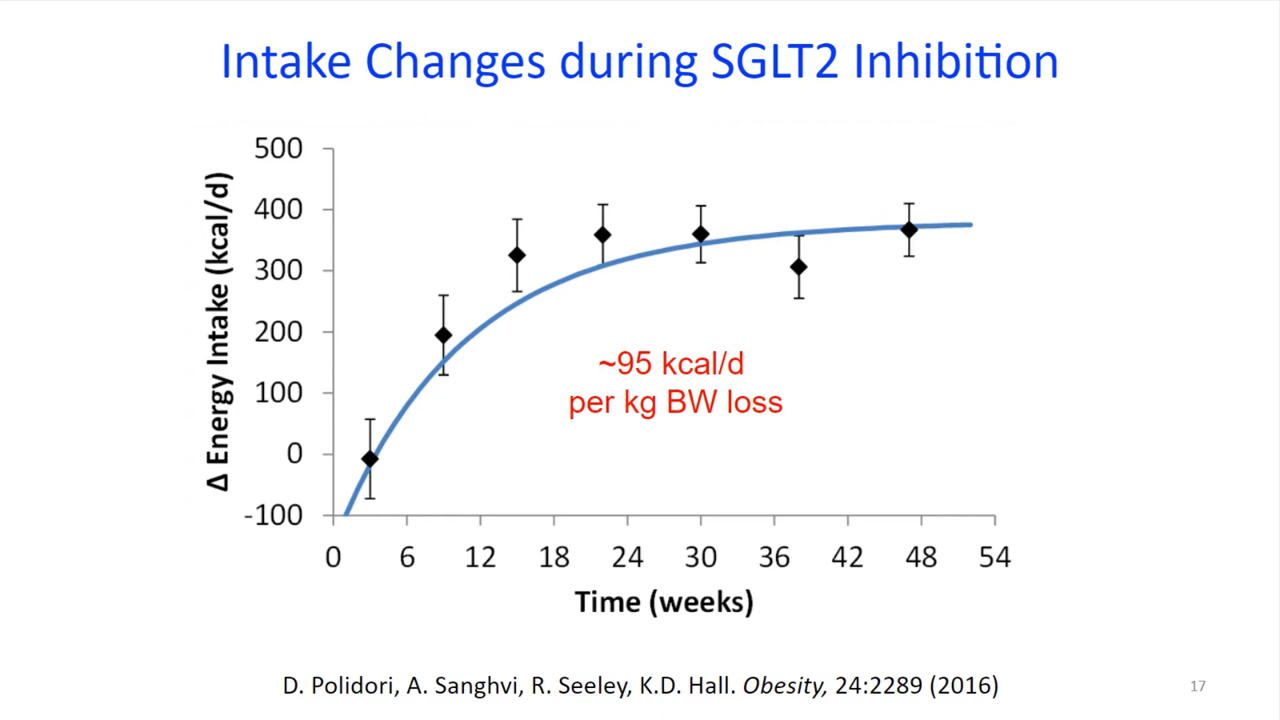 Intake Changes during SGLT2 Inhibition
500
400
300
200
100
0
-100
Δ Energy Intake (kcal/d)
~95 kcal/d
per kg BW loss
0 6 12 18 24 30 36 42 48 54
Time (weeks)
D. Polidori, A. Sanghvi, R. Seeley, K.D. Hall. Obesity, 24:2289 (2016)
17